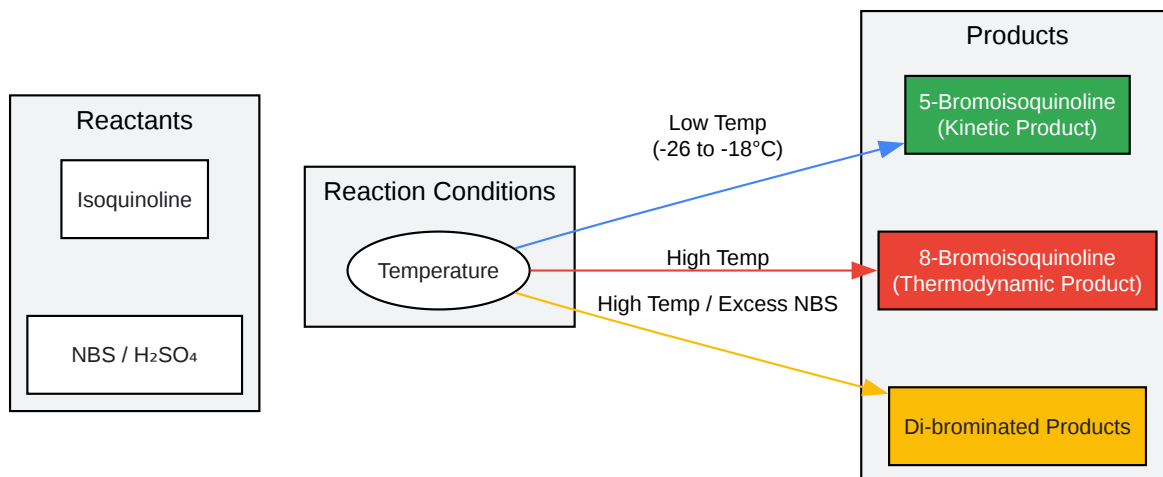 Reactants
Isoquinoline
NBS / H₂SO₄
Reaction Conditions
Temperature
Low Temp
(-26 to -18°C)
High Temp
High Temp / Excess NBS
Products
5-Bromoisoquinoline
(Kinetic Product)
8-Bromoisoquinoline
(Thermodynamic Product)
Di-brominated Products